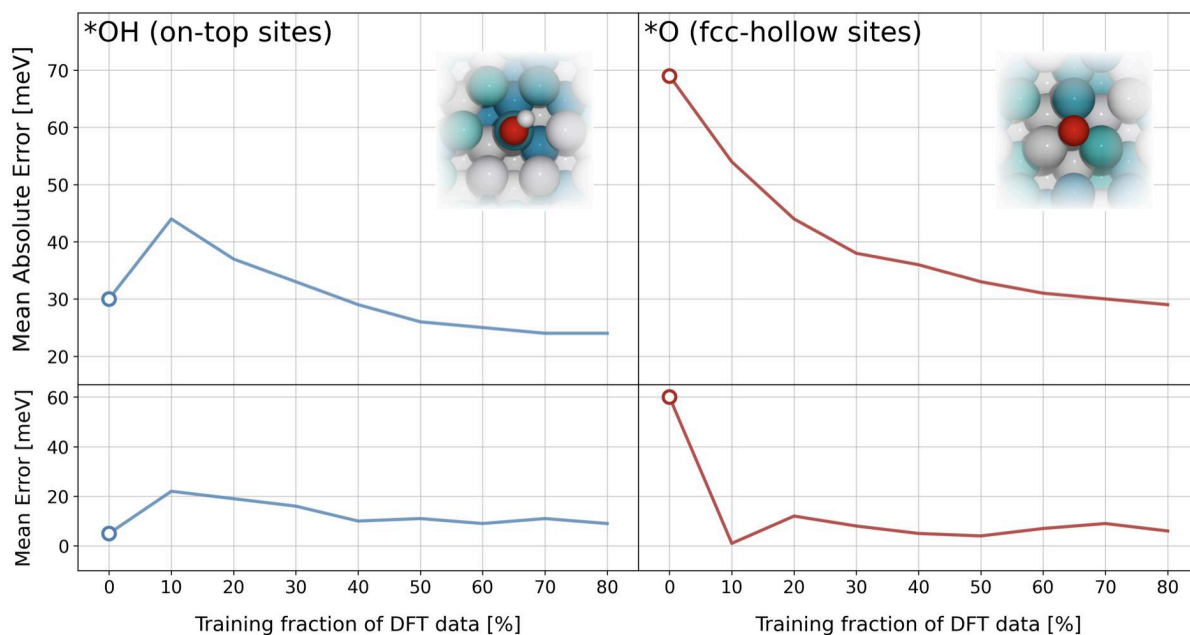 *OH (on-top sites)
*O (fcc-hollow sites)
Mean Absolute Error [meV]
70
60
50
40
30
20
Mean Error [meV]
60
40
20
0
0 10 20 30 40 50 60 70 80
0 10 20 30 40 50 60 70 80
Training fraction of DFT data [%]
Training fraction of DFT data [%]